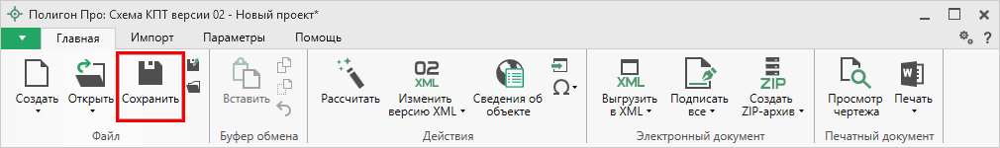 Полигон Про: Схема КПТ версии 02 - Новый проект*
Главная Импорт Параметры Помощь
?
02
XML XML ZIP W
Ω
Создать Открыть Сохранить Вставить Рассчитать Изменить версию XML Сведения об объекте Выгрузить в XML Подписать все Создать ZIP-архив Просмотр чертежа Печать
Файл Буфер обмена Действия Электронный документ Печатный документ